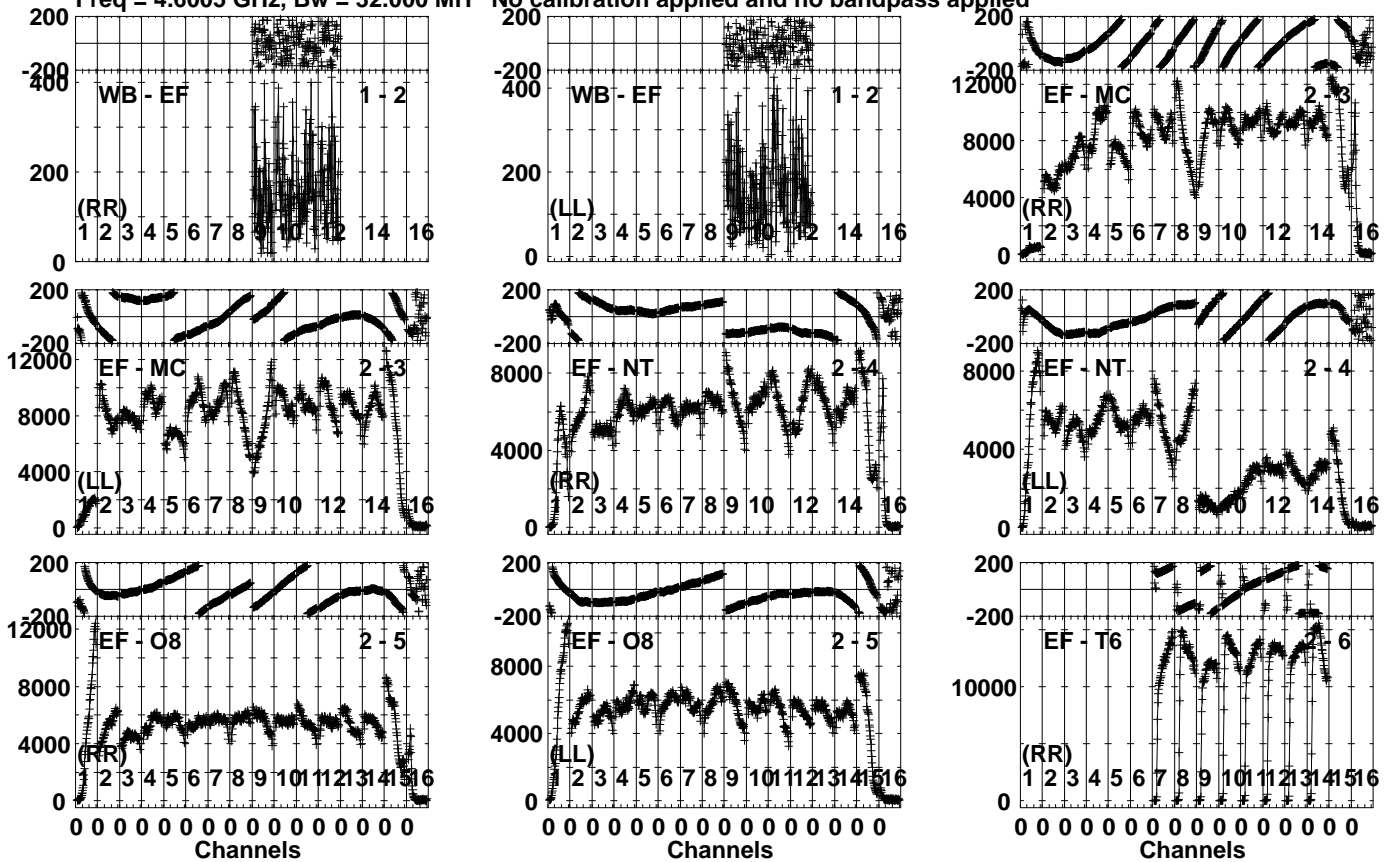 Freq = 4.6005 GHz, Bw = 32.000 MH No calibration applied and no bandpass applied
200
-200
400
200
0
WB - EF 1 - 2
(RR)
1 2 3 4 5 6 7 8 9 10 12 14 16
200
-200
400
200
0
WB - EF 1 - 2
(LL)
1 2 3 4 5 6 7 8 9 10 12 14 16
200
-200
12000
8000
4000
0
EF - MC 2 - 3
(RR)
1 2 3 4 5 6 7 8 9 10 12 14 16
200
-200
12000
8000
4000
0
EF - MC 2 - 3
(LL)
1 2 3 4 5 6 7 8 9 10 12 14 16
200
-200
8000
4000
0
EF - NT 2 - 4
(RR)
1 2 3 4 5 6 7 8 9 10 12 14 16
200
-200
8000
4000
0
EF - NT 2 - 4
(LL)
1 2 3 4 5 6 7 8 9 10 12 14 16
200
-200
12000
8000
4000
0
EF - O8 2 - 5
(RR)
1 2 3 4 5 6 7 8 9 10 11 12 13 14 15 16
0 0 0 0 0 0 0 0 0 0 0 0 0 0 0 0
Channels
200
-200
8000
4000
0
EF - O8 2 - 5
(LL)
1 2 3 4 5 6 7 8 9 10 11 12 13 14 15 16
0 0 0 0 0 0 0 0 0 0 0 0 0 0 0 0
Channels
200
-200
10000
0
EF - T6 2 - 6
(RR)
1 2 3 4 5 6 7 8 9 10 11 12 13 14 15 16
0 0 0 0 0 0 0 0 0 0 0 0 0 0 0 0
Channels